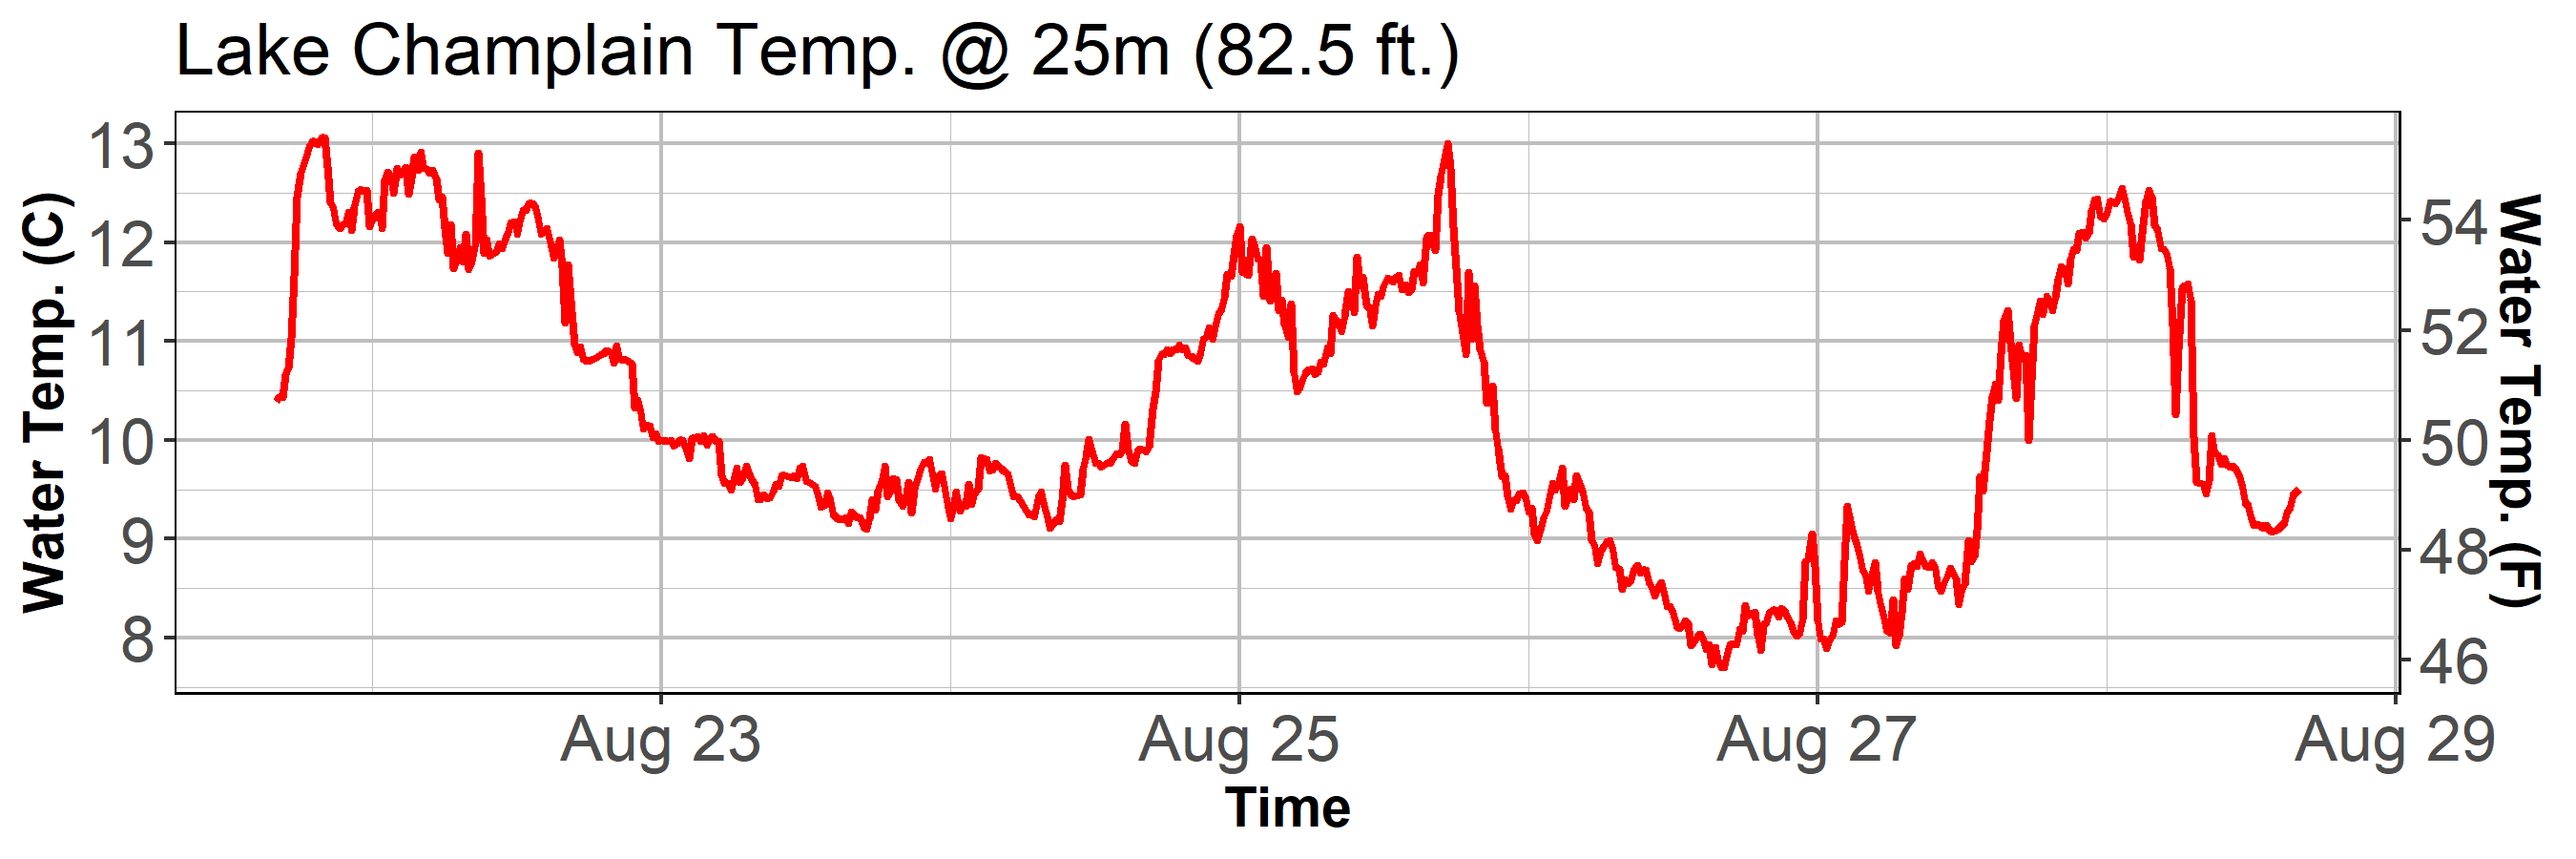 Lake Champlain Temp. @ 25m (82.5 ft.)
Water Temp. (C)
13
12
11
10
9
8
54
52
50
48
46
Water Temp. (F)
Aug 23 Aug 25 Aug 27 Aug 29
Time